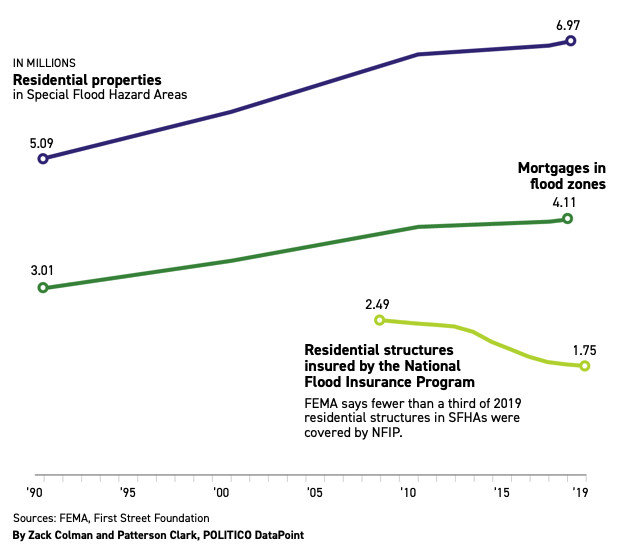 6.97
IN MILLIONS
Residential properties
in Special Flood Hazard Areas
5.09
Mortgages in
flood zones
4.11
3.01
2.49
1.75
Residential structures
insured by the National
Flood Insurance Program
FEMA says fewer than a third of 2019
residential structures in SFHAs were
covered by NFIP.
'90 '95 '00 '05 '10 '15 '19
Sources: FEMA, First Street Foundation
By Zack Colman and Patterson Clark, POLITICO DataPoint